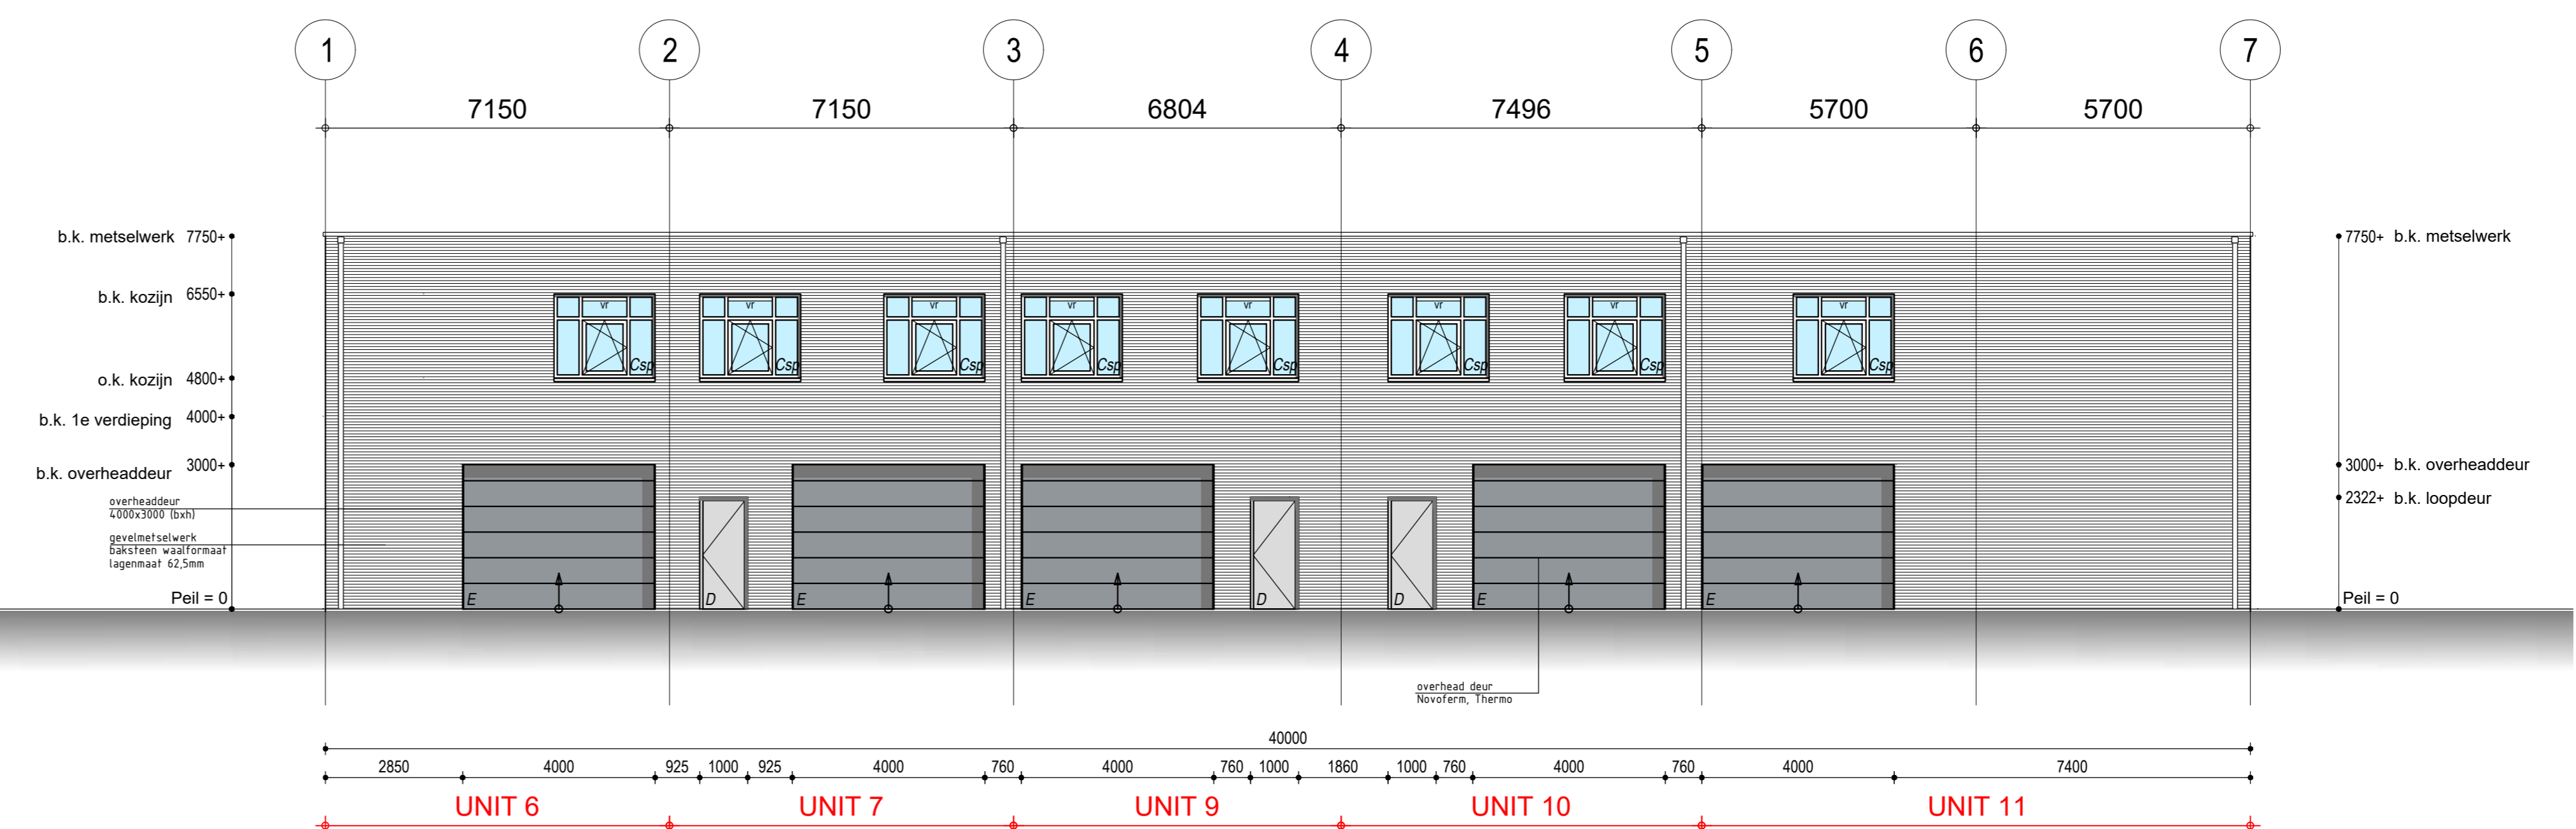 1 2 3 4 5 6 7
7150 7150 6804 7496 5700 5700
b.k. metselwerk 7750+ 7750+ b.k. metselwerk
b.k. kozijn 6550+
vr vr vr vr vr vr vr vr
Csp Csp Csp Csp Csp Csp Csp Csp
o.k. kozijn 4800+
b.k. 1e verdieping 4000+
b.k. overheaddeur 3000+ 3000+ b.k. overheaddeur
2322+ b.k. loopdeur
overheaddeur
4000x3000 (bxh)
gevelmetselwerk
baksteen waalformaat
lagenmaat 62,5mm
Peil = 0 E D E E D D E E Peil = 0
overhead deur
Novoferm, Thermo
40000
2850 4000 925 1000 925 4000 760 4000 760 1000 1860 1000 760 4000 760 4000 7400
UNIT 6 UNIT 7 UNIT 9 UNIT 10 UNIT 11